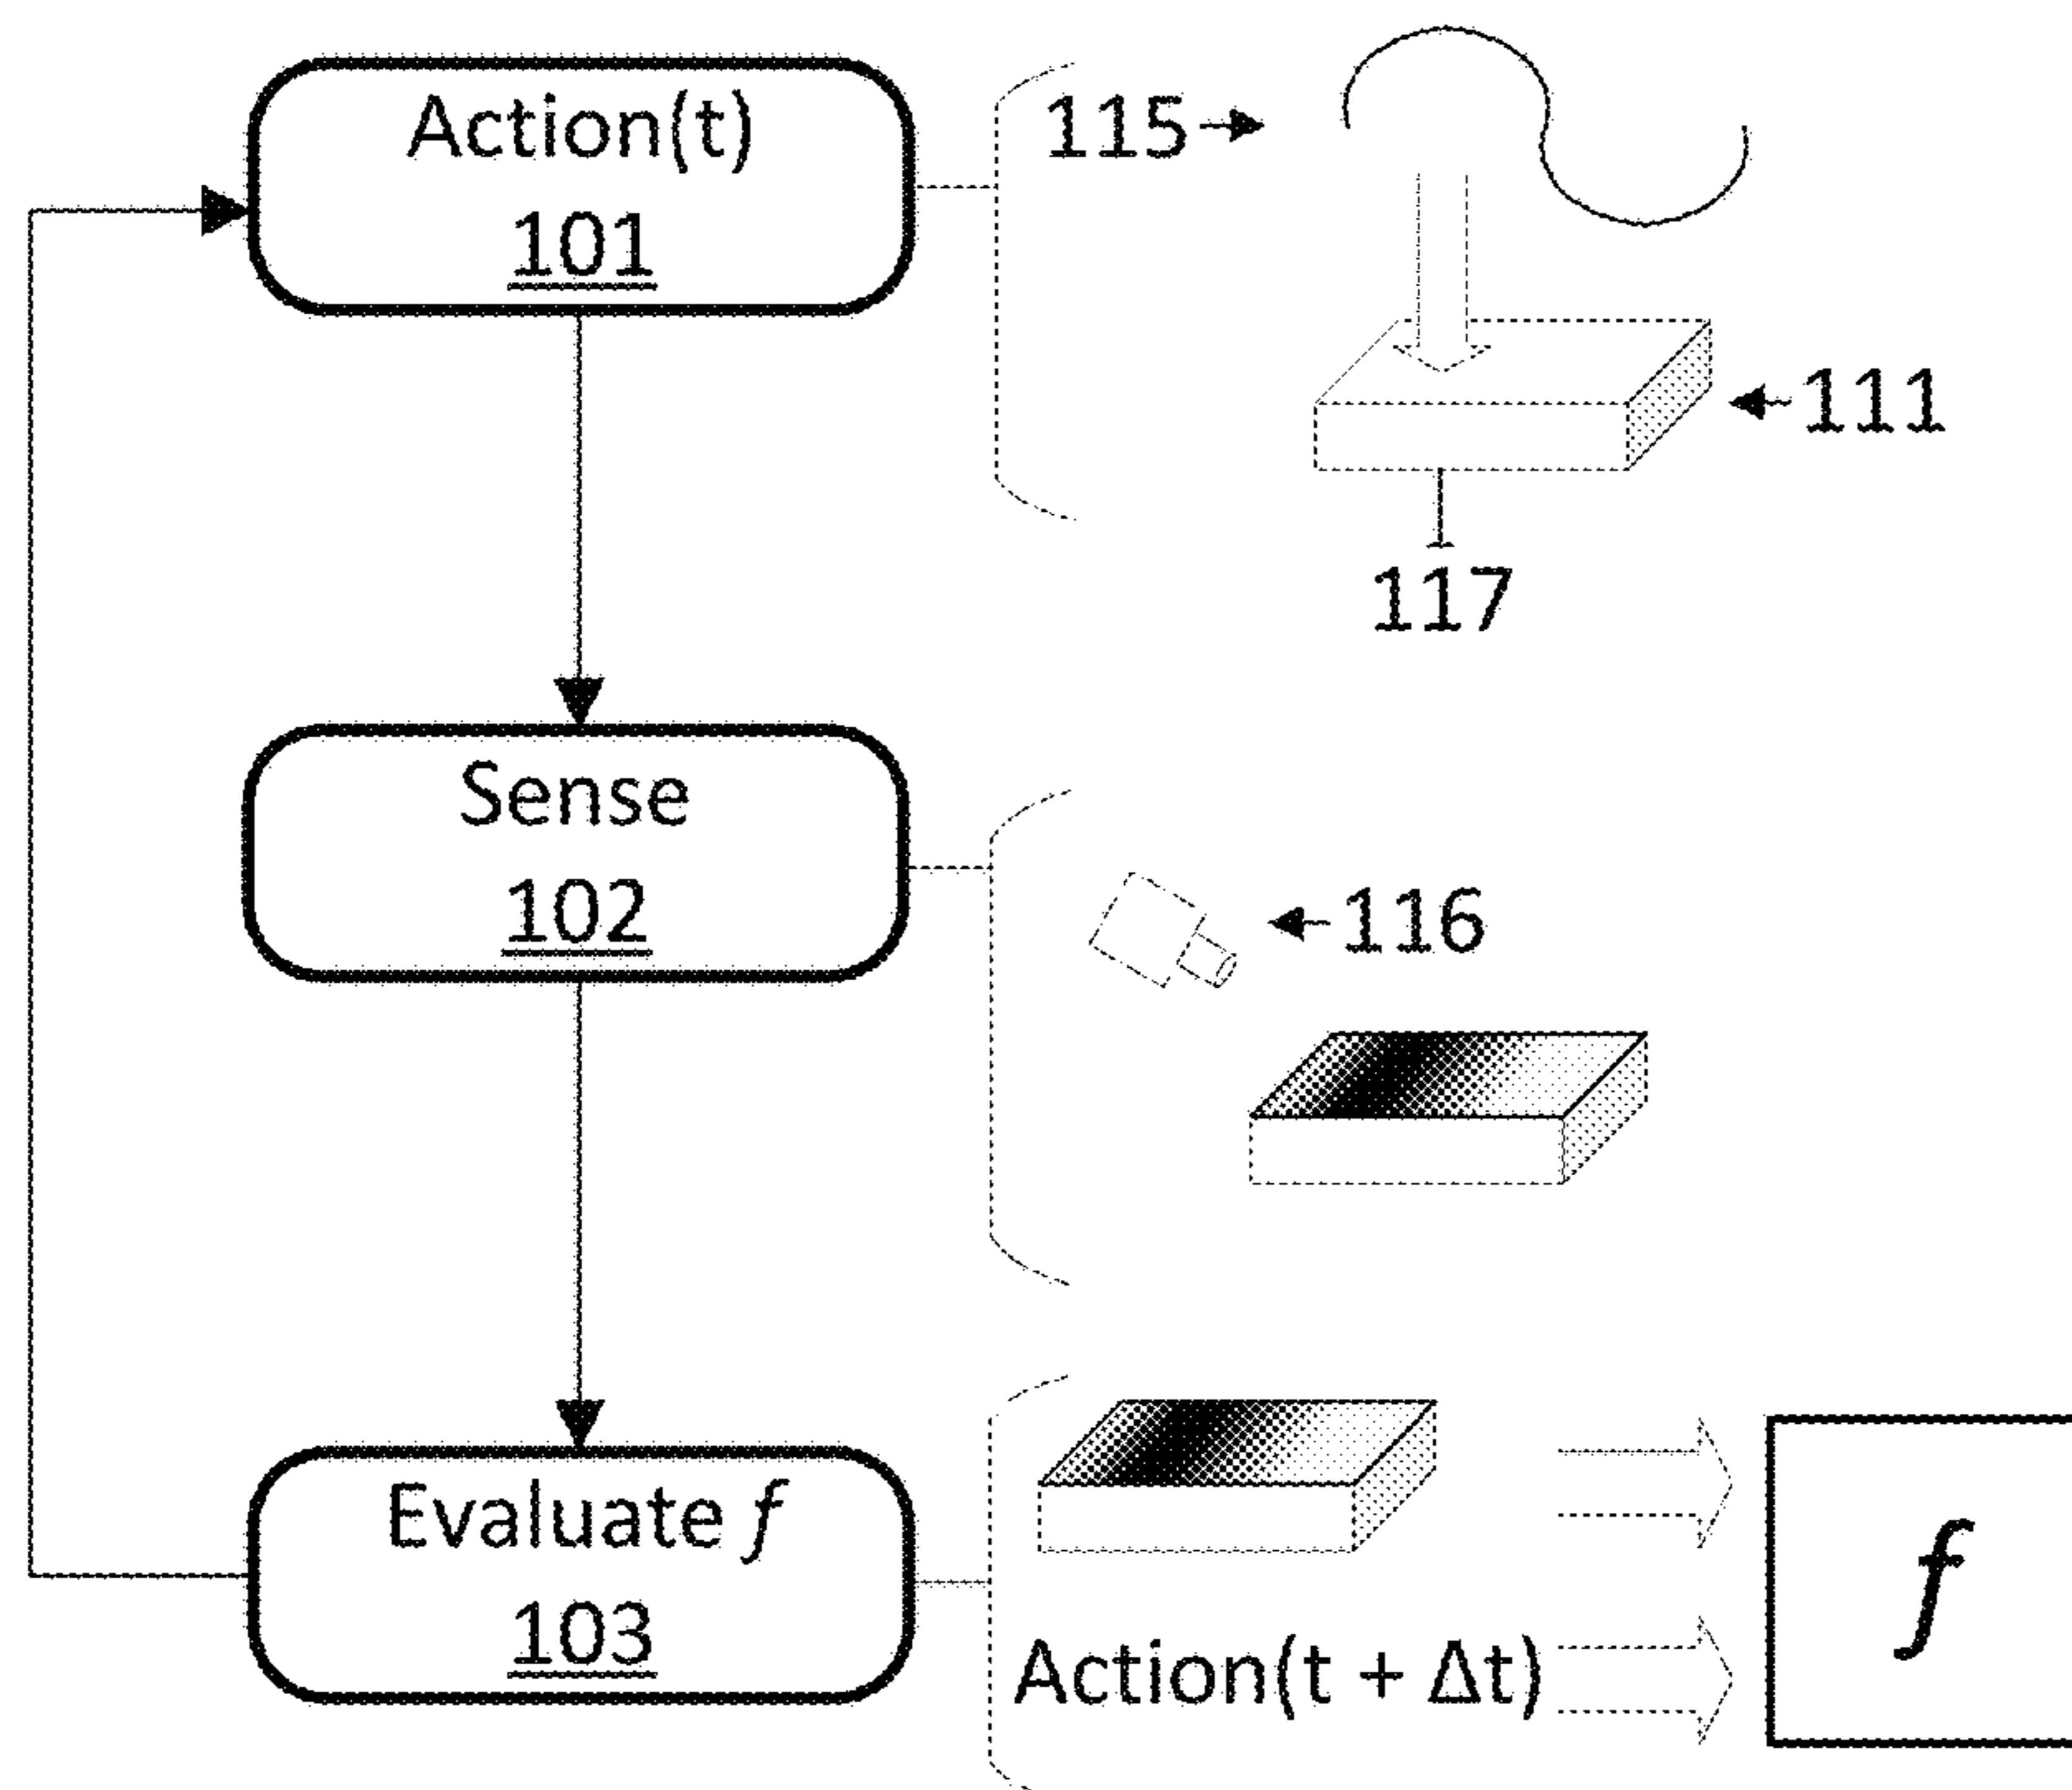 Action(t)
101
115
111
117
Sense
102
116
Evaluate f
103
Action(t + Δt)
f